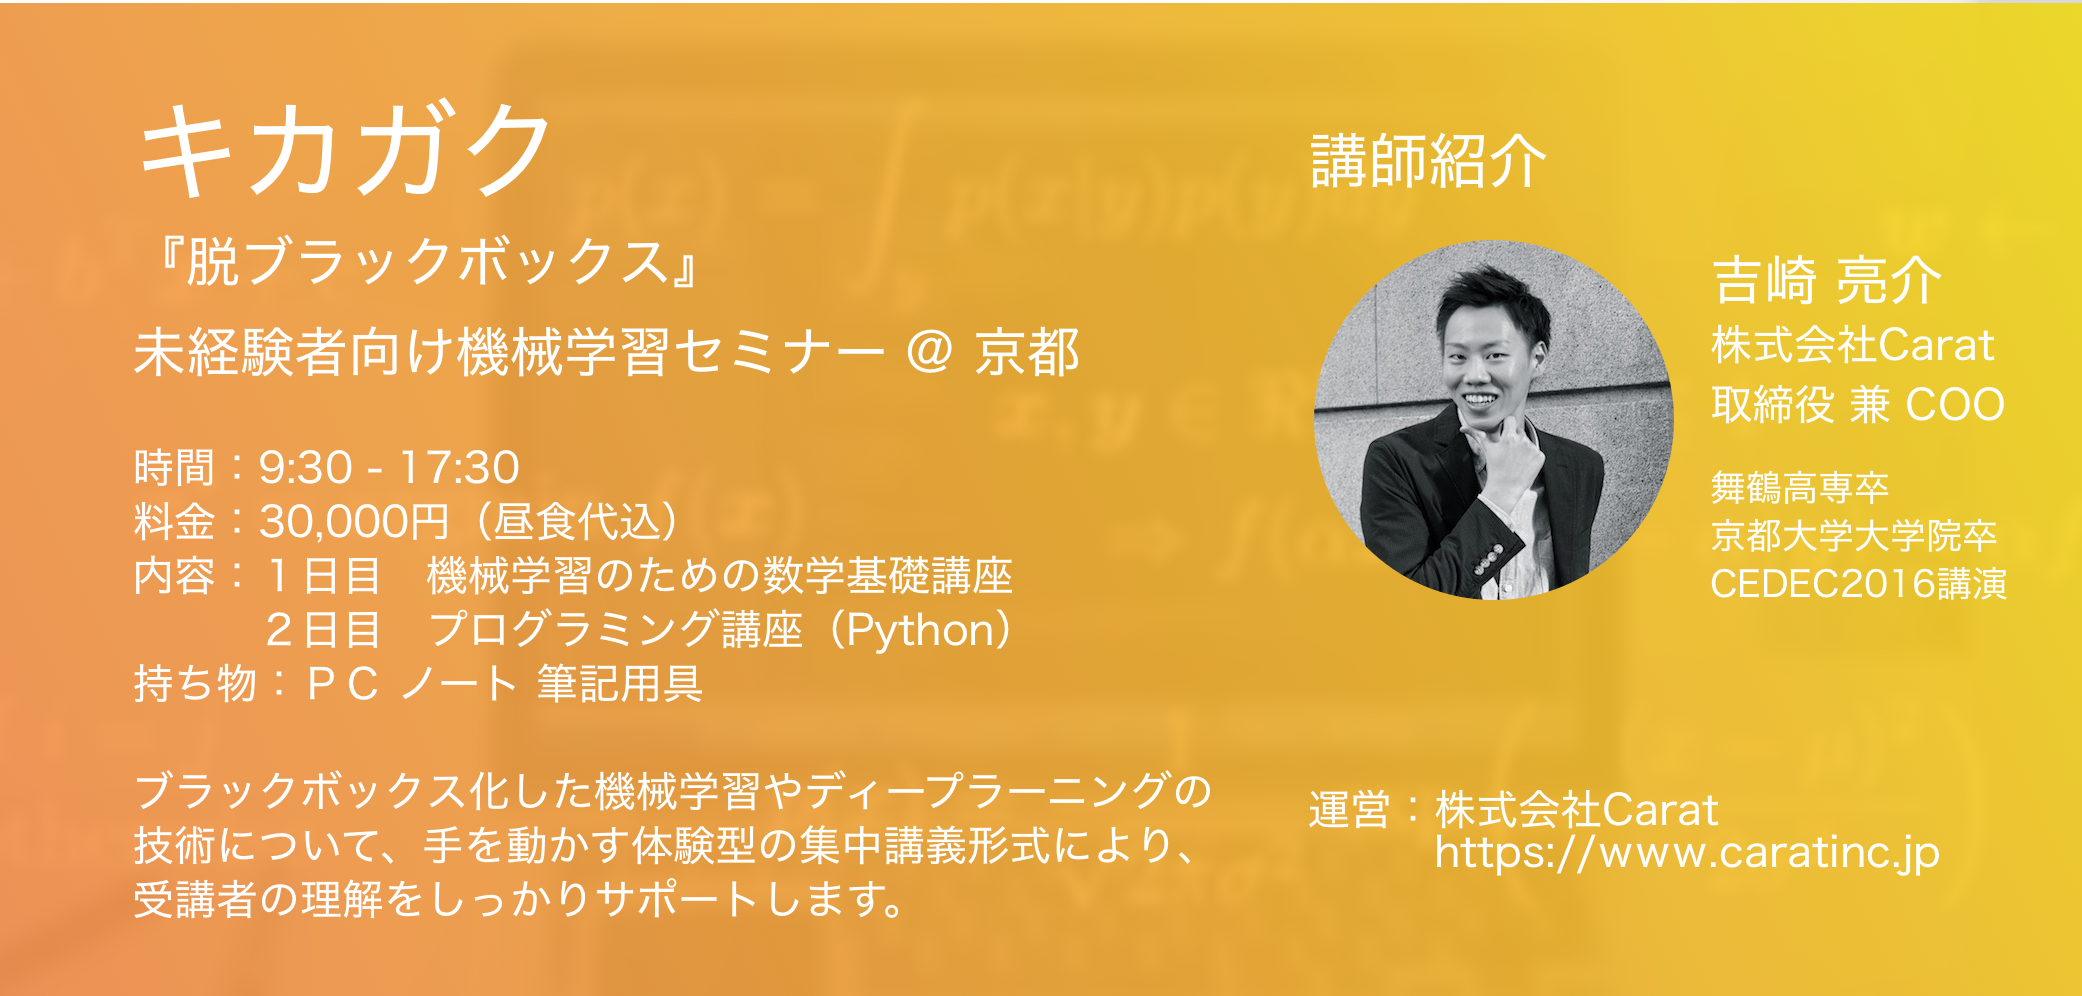 キカガク
『脱ブラックボックス』
未経験者向け機械学習セミナー @ 京都
時間：9:30 - 17:30
料金：30,000円（昼食代込）
内容：１日目　機械学習のための数学基礎講座
２日目　プログラミング講座（Python）
持ち物：ＰＣ ノート 筆記用具
ブラックボックス化した機械学習やディープラーニングの
技術について、手を動かす体験型の集中講義形式により、
受講者の理解をしっかりサポートします。
講師紹介
吉崎 亮介
株式会社Carat
取締役 兼 COO
舞鶴高専卒
京都大学大学院卒
CEDEC2016講演
運営：株式会社Carat
https://www.caratinc.jp